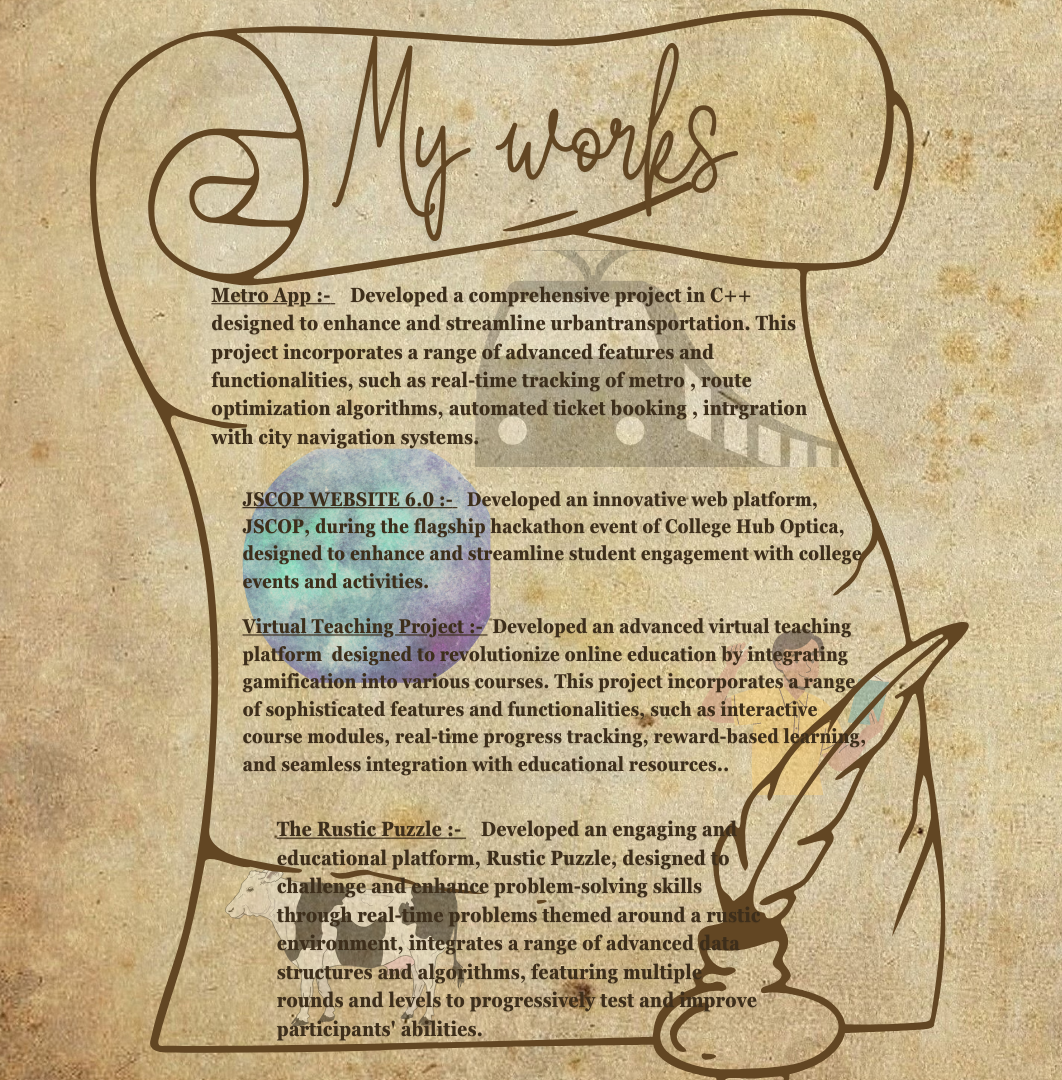 My works
Metro App :- Developed a comprehensive project in C++
designed to enhance and streamline urbantransportation. This
project incorporates a range of advanced features and
functionalities, such as real-time tracking of metro , route
optimization algorithms, automated ticket booking , intrgration
with city navigation systems.
JSCOP WEBSITE 6.0 :- Developed an innovative web platform,
JSCOP, during the flagship hackathon event of College Hub Optica,
designed to enhance and streamline student engagement with college
events and activities.
Virtual Teaching Project :- Developed an advanced virtual teaching
platform designed to revolutionize online education by integrating
gamification into various courses. This project incorporates a range
of sophisticated features and functionalities, such as interactive
course modules, real-time progress tracking, reward-based learning,
and seamless integration with educational resources..
The Rustic Puzzle :- Developed an engaging and
educational platform, Rustic Puzzle, designed to
challenge and enhance problem-solving skills
through real-time problems themed around a rustic
environment, integrates a range of advanced data
structures and algorithms, featuring multiple
rounds and levels to progressively test and improve
participants' abilities.